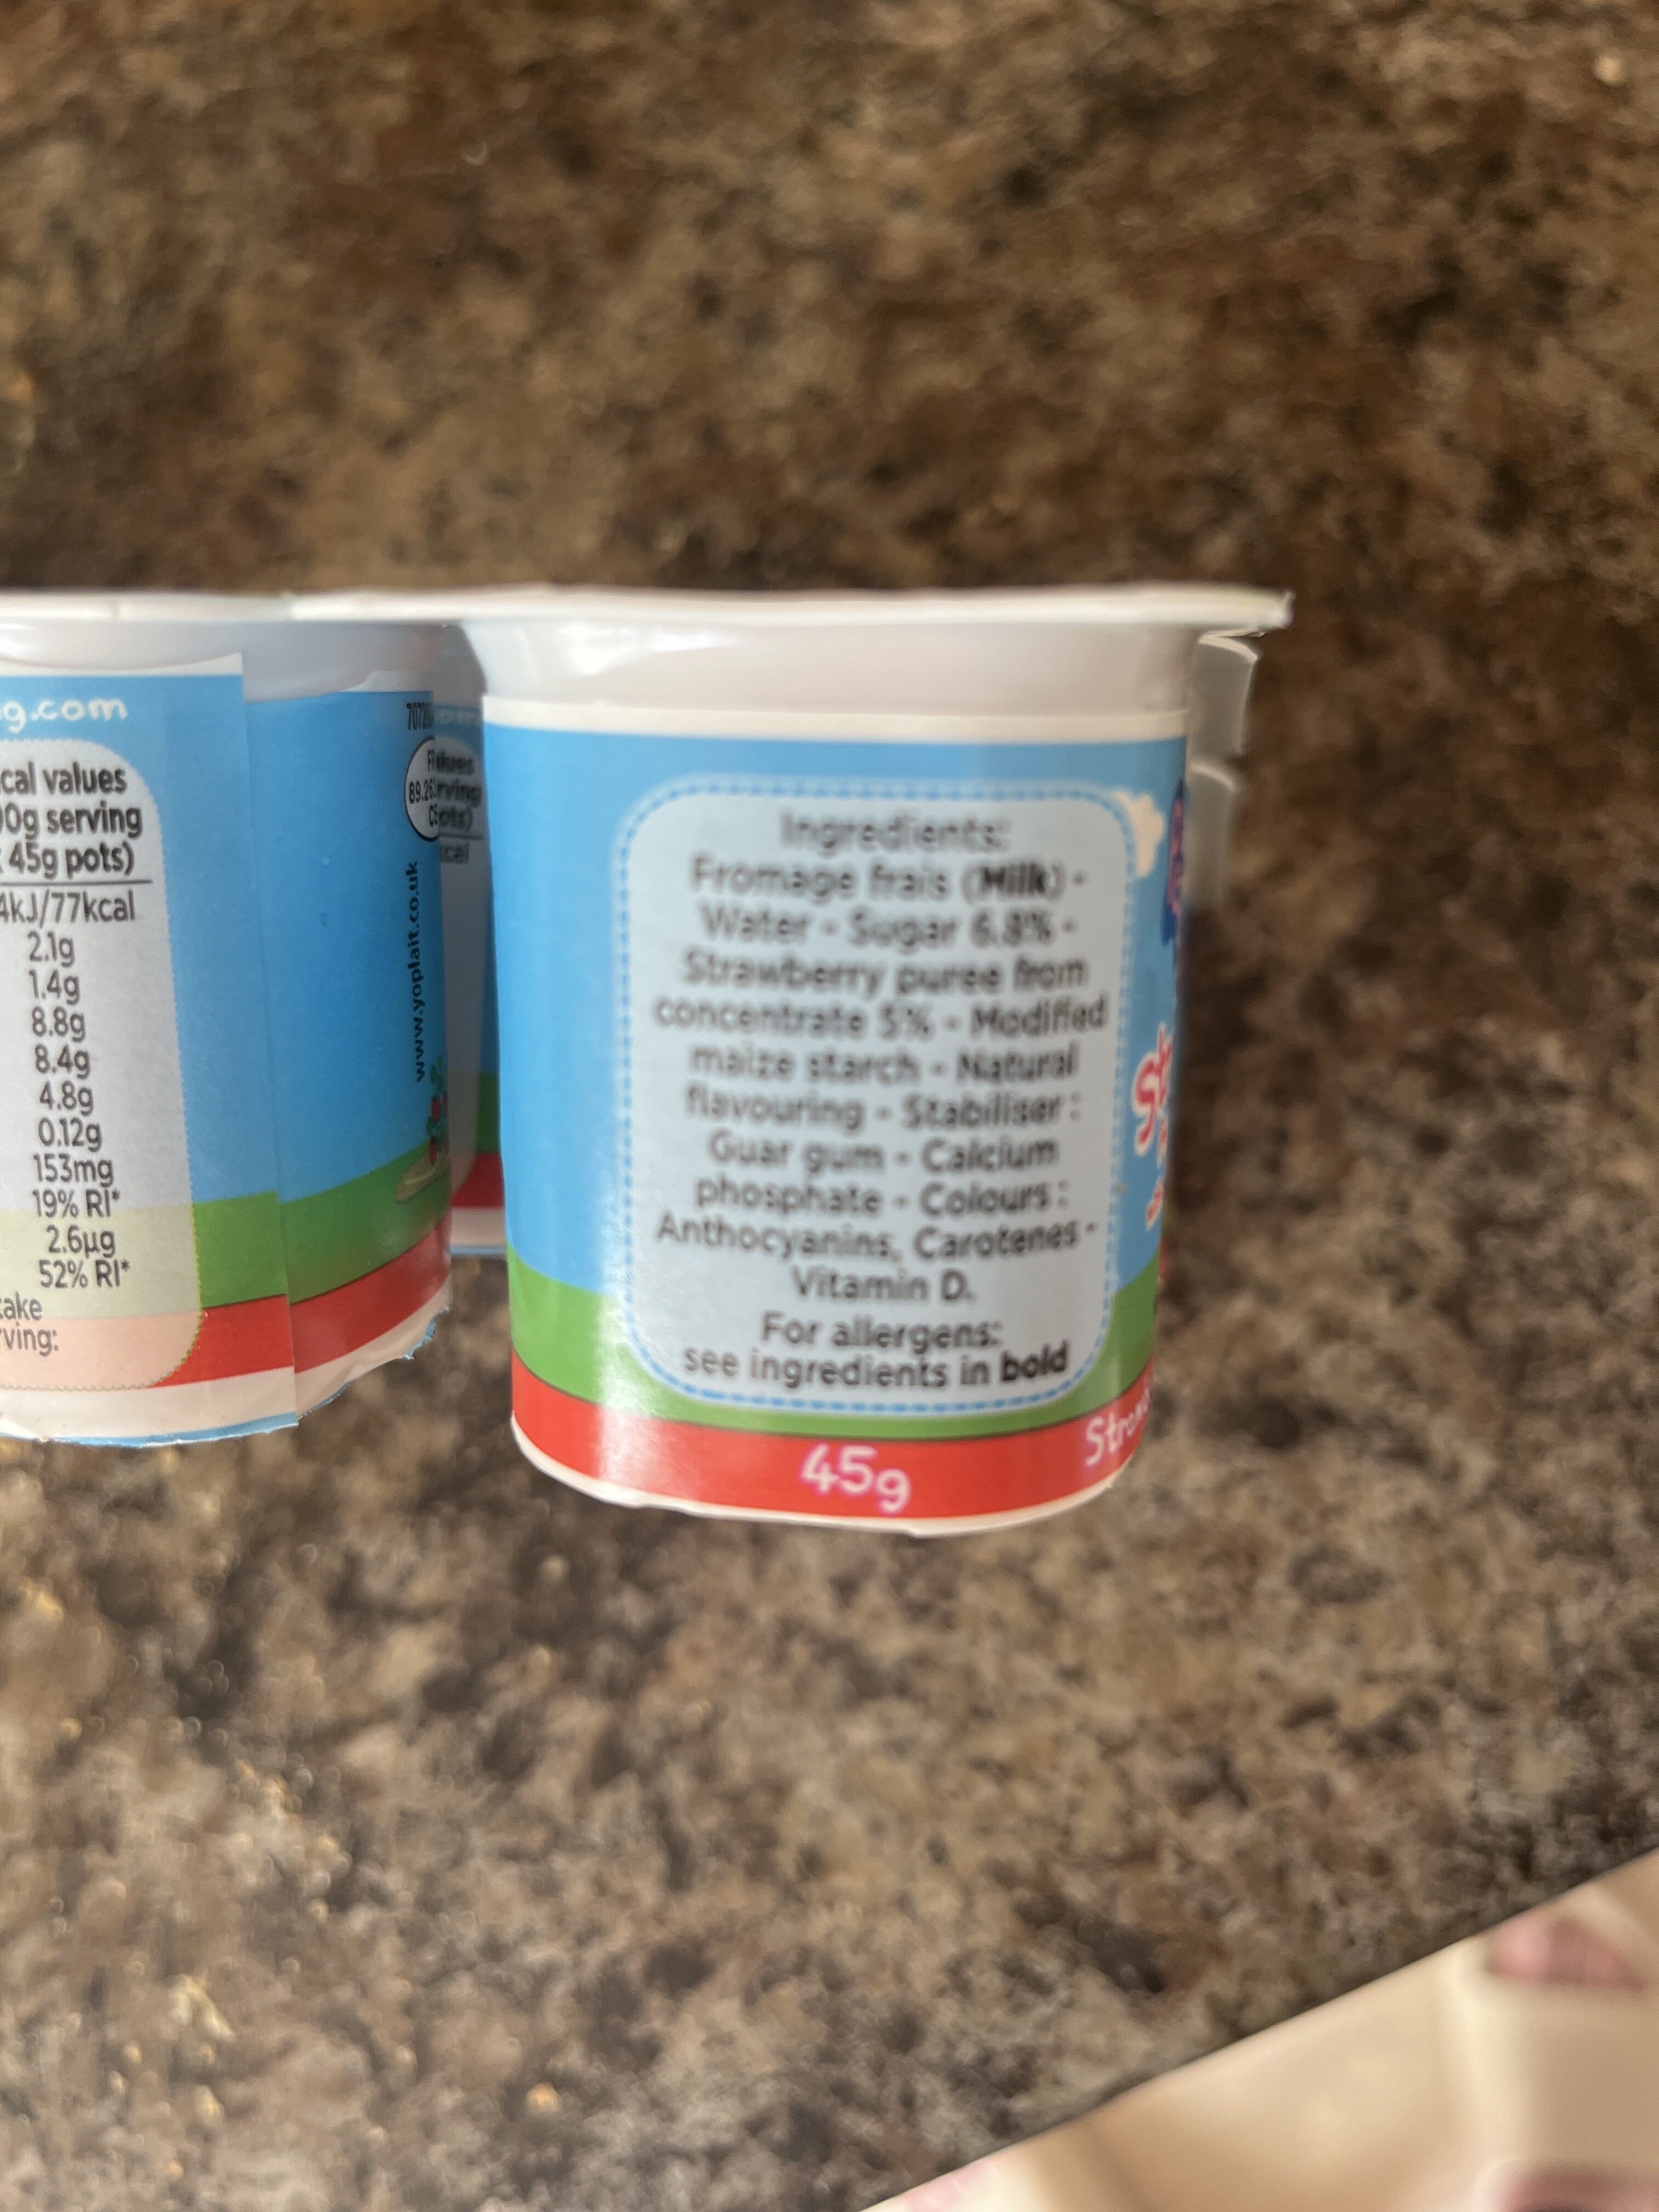 g.com
cal values
0g serving
45g pots)
4kJ/77kcal
2.1g
1.4g
8.8g
8.4g
4.8g
0.12g
153mg
19% RI*
2.6µg
52% RI*
take
rving:
www.yoplait.co.uk
Ingredients:
Fromage frais (Milk) -
Water - Sugar 6.8% -
Strawberry puree from
concentrate 5% - Modified
maize starch - Natural
flavouring - Stabiliser :
Guar gum - Calcium
phosphate - Colours :
Anthocyanins, Carotenes -
Vitamin D.
For allergens:
see ingredients in bold
45g